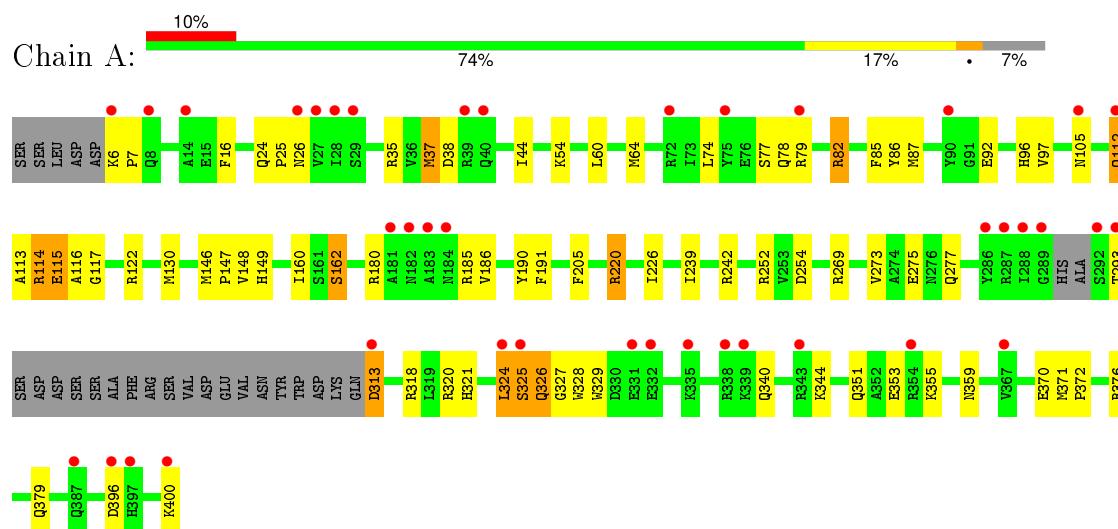 10%
Chain A:
74% 17% • 7%
SER SER LEU ASP ASP K6 P7 Q8 A14 E15 F16 Q24 P25 N26 V27 I28 S29 R35 V36 M37 D38 R39 Q40 I44 K54 L60 M64 R72 I73 L74 Y75 E76 S77 Q78 R79 R82 F85 Y86 M87 Y90 G91 E92 H96 V97 N105 Q112
A113 R114 E115 A116 G117 R122 M130 M146 P147 V148 H149 I160 S161 S162 R180 A181 N182 A183 N184 R185 V186 Y190 F191 F205 R220 I226 I239 R242 R252 V253 D254 R269 V273 A274 E275 N276 Q277 Y286 R287 I288 G289 HIS ALA S292 T293
SER ASP ASP SER SER ALA PHE ARG SER VAL ASP GLU VAL ASN TYR TRP ASP LYS GLN D313 R318 L319 R320 H321 L324 S325 Q326 G327 W328 W329 D330 E331 E332 K335 R338 K339 Q340 R343 K344 Q351 A352 E353 R354 K355 N359 V367 E370 M371 P372
Q379 Q387 D396 H397 K400